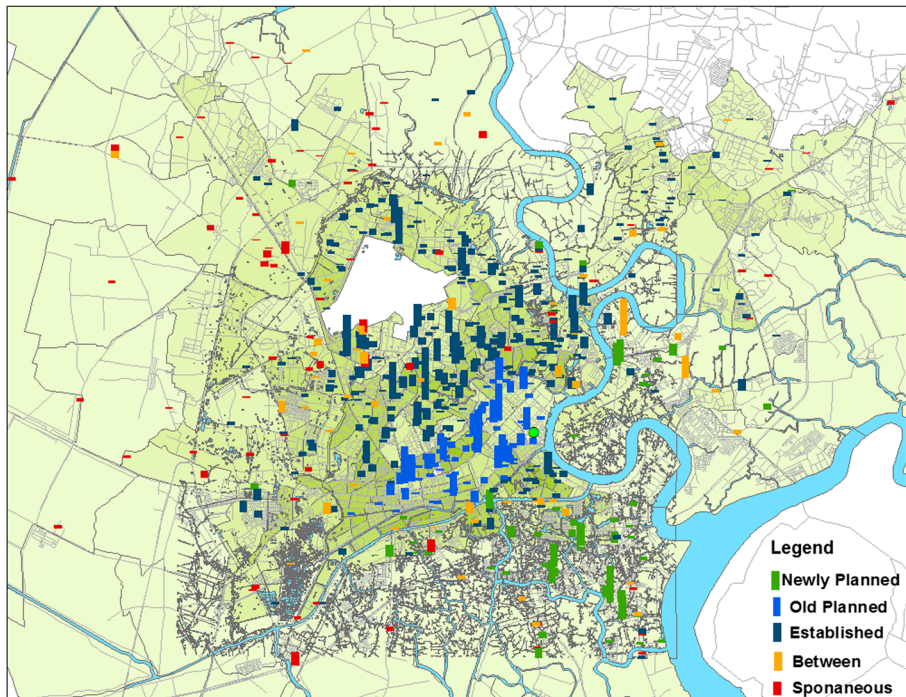 Legend
Newly Planned
Old Planned
Established
Between
Sponaneous